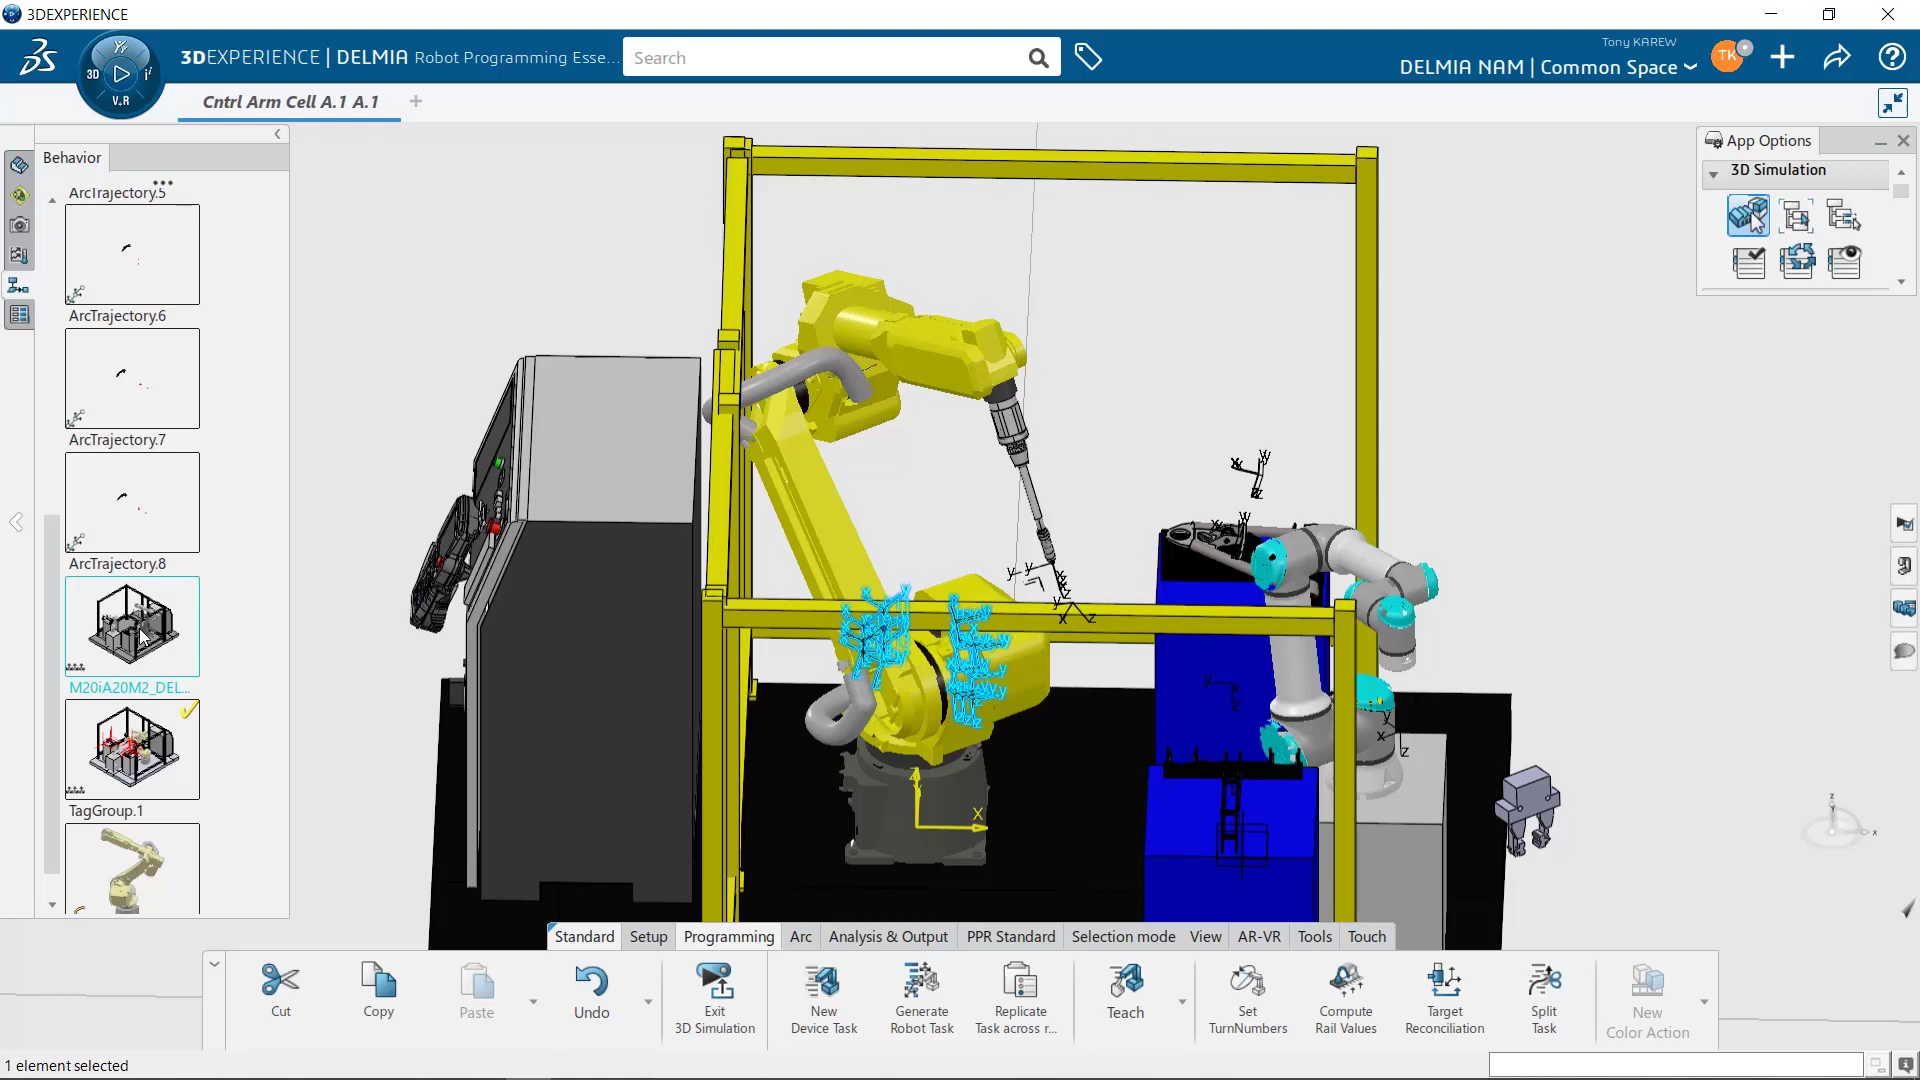 3DEXPERIENCE
3DEXPERIENCE | DELMIA Robot Programming Esse...
Search
Tony KAREW
DELMIA NAM | Common Space
TK
3D
V.R
Cntrl Arm Cell A.1 A.1
Behavior
ArcTrajectory.5
ArcTrajectory.6
ArcTrajectory.7
ArcTrajectory.8
M20iA20M2_DEL...
TagGroup.1
App Options
3D Simulation
Standard
Setup
Programming
Arc
Analysis & Output
PPR Standard
Selection mode
View
AR-VR
Tools
Touch
Cut
Copy
Paste
Undo
Exit
3D Simulation
New
Device Task
Generate
Robot Task
Replicate
Task across r...
Teach
Set
TurnNumbers
Compute
Rail Values
Target
Reconciliation
Split
Task
New
Color Action
1 element selected